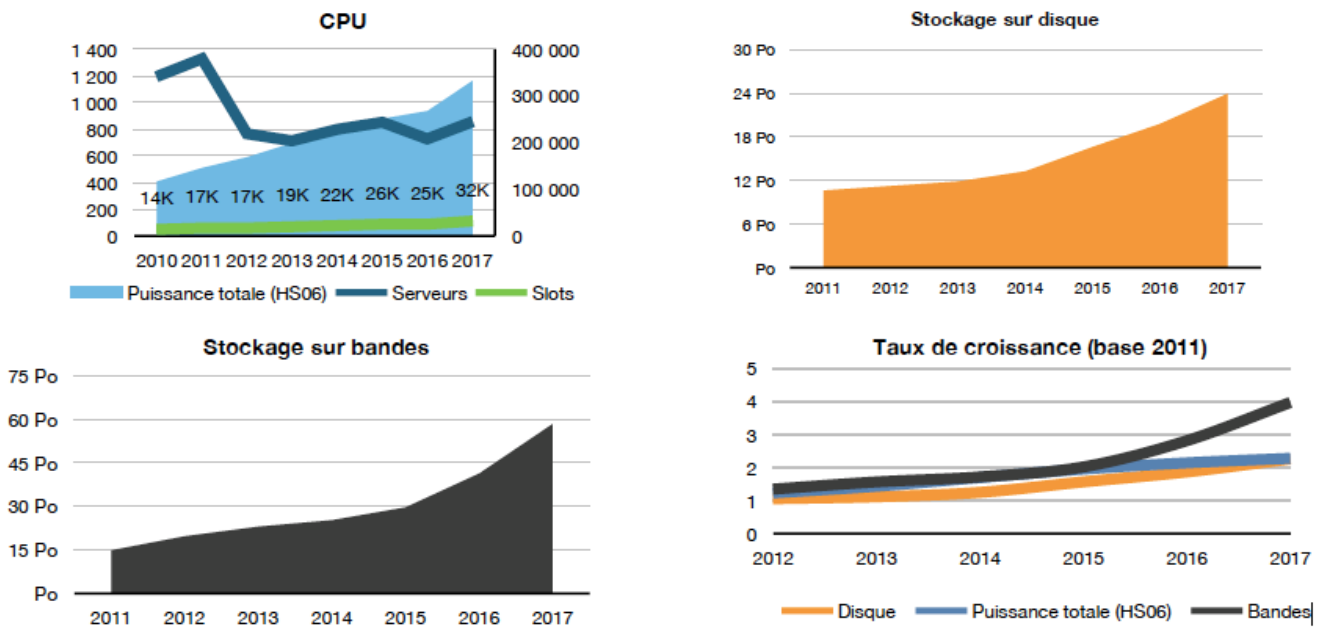 CPU
1 400
1 200
1 000
800
600
400
200
0
400 000
300 000
200 000
100 000
0
14K 17K 17K 19K 22K 26K 25K 32K
2010 2011 2012 2013 2014 2015 2016 2017
Puissance totale (HS06) Serveurs Slots
Stockage sur disque
30 Po
24 Po
18 Po
12 Po
6 Po
Po
2011 2012 2013 2014 2015 2016 2017
Stockage sur bandes
75 Po
60 Po
45 Po
30 Po
15 Po
Po
2011 2012 2013 2014 2015 2016 2017
Taux de croissance (base 2011)
5
4
3
2
1
0
2012 2013 2014 2015 2016 2017
Disque Puissance totale (HS06) Bandes